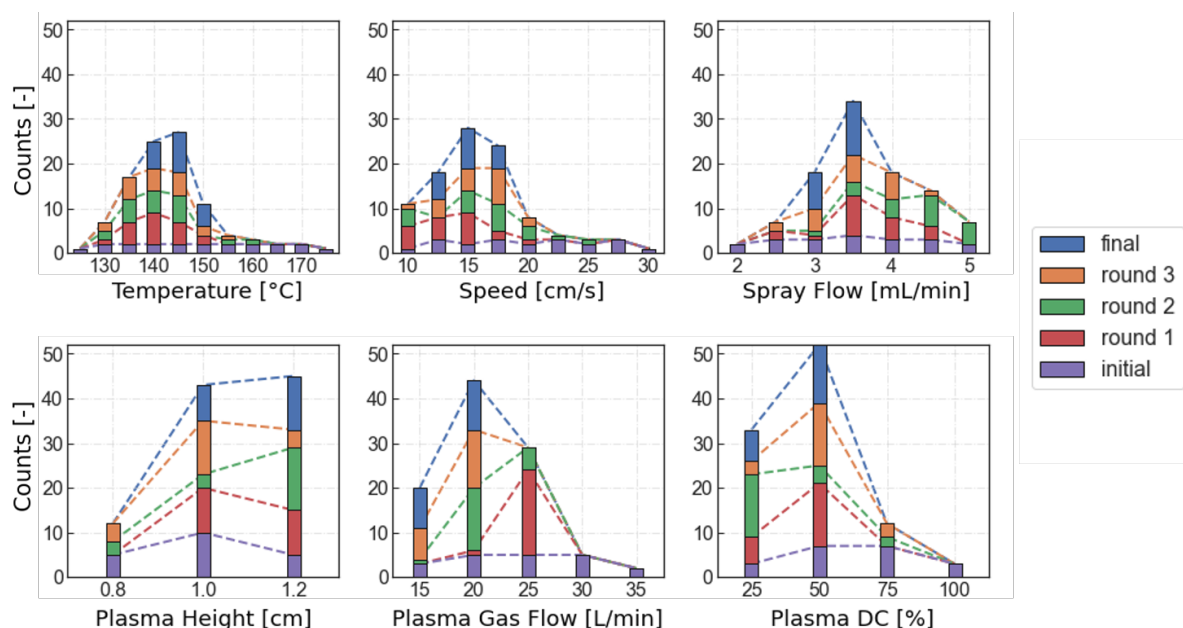 50
40
30
20
10
0
Counts [-]
130 140 150 160 170
Temperature [°C]
50
40
30
20
10
0
10 15 20 25 30
Speed [cm/s]
50
40
30
20
10
0
2 3 4 5
Spray Flow [mL/min]
50
40
30
20
10
0
Counts [-]
0.8 1.0 1.2
Plasma Height [cm]
50
40
30
20
10
0
15 20 25 30 35
Plasma Gas Flow [L/min]
50
40
30
20
10
0
25 50 75 100
Plasma DC [%]
final
round 3
round 2
round 1
initial